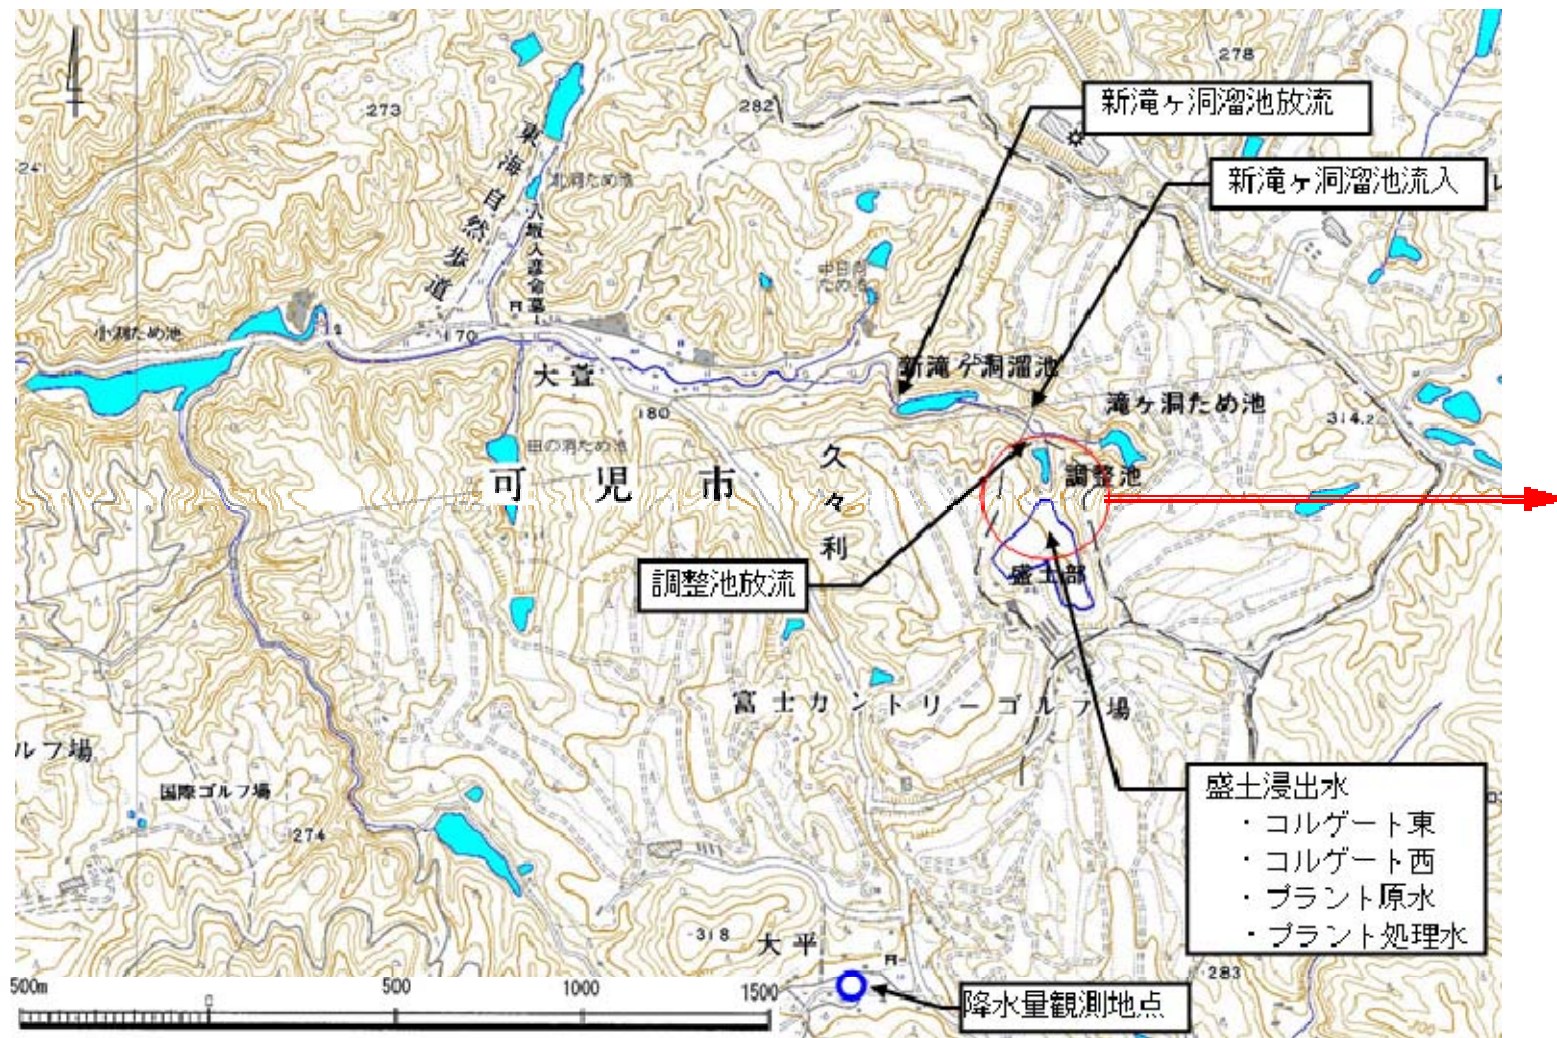 278
新滝ヶ洞溜池放流
282
273
東海自然歩道
新滝ヶ洞溜池流入
241
北洞ため池
八坂入彦命墓
中日向
ため池
小渕ため池
170
新滝ヶ洞溜池
大萱
滝ヶ洞ため池
180
314.2
田の洞ため池
久々利
可児市
調整池
調整池放流
盛土部
富士カントリーゴルフ場
ルフ場
国際ゴルフ場
274
盛土浸出水
・コルゲート東
・コルゲート西
・プラント原水
・プラント処理水
318
大平
283
500m
0
500
1000
1500
降水量観測地点